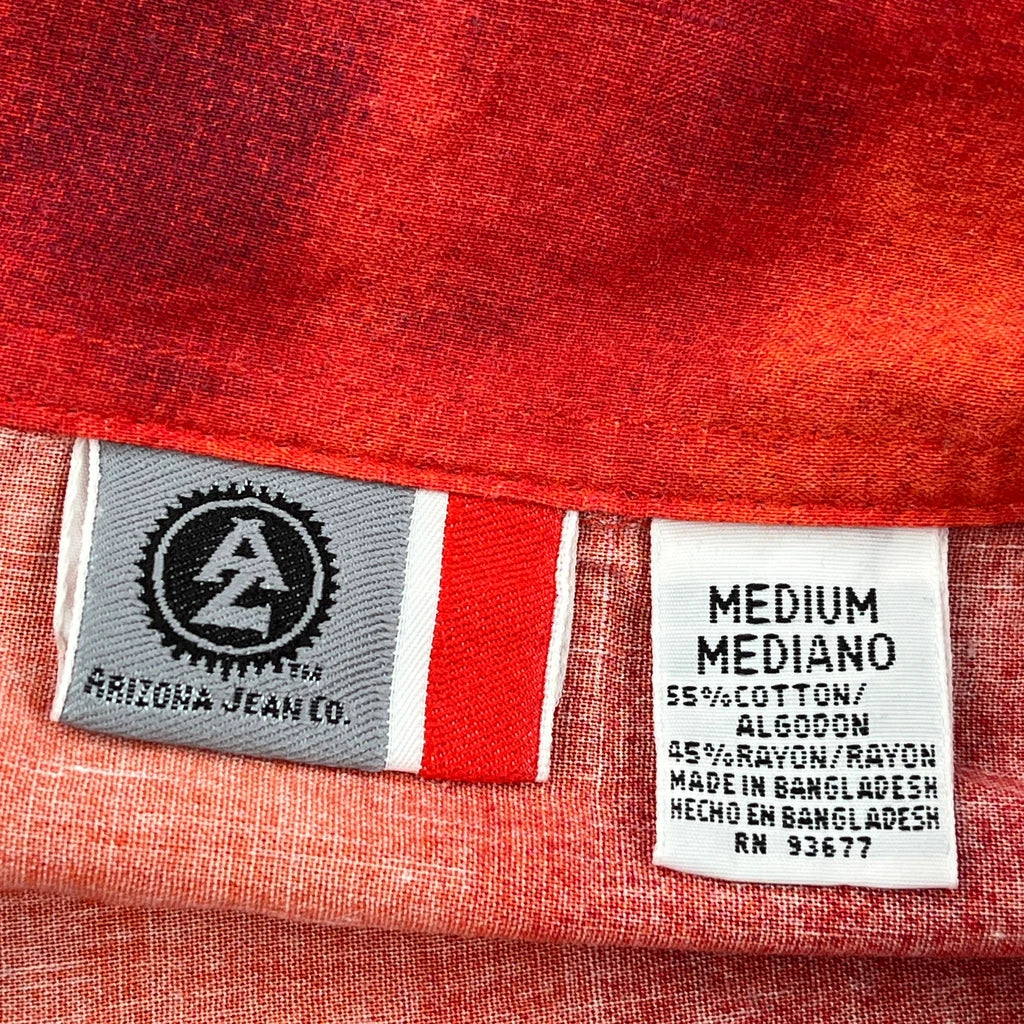 AZ
TM
ARIZONA JEAN CO.
MEDIUM
MEDIANO
55%COTTON/
ALGODON
45%RAYON/RAYON
MADE IN BANGLADESH
HECHO EN BANGLADESH
RN 93677